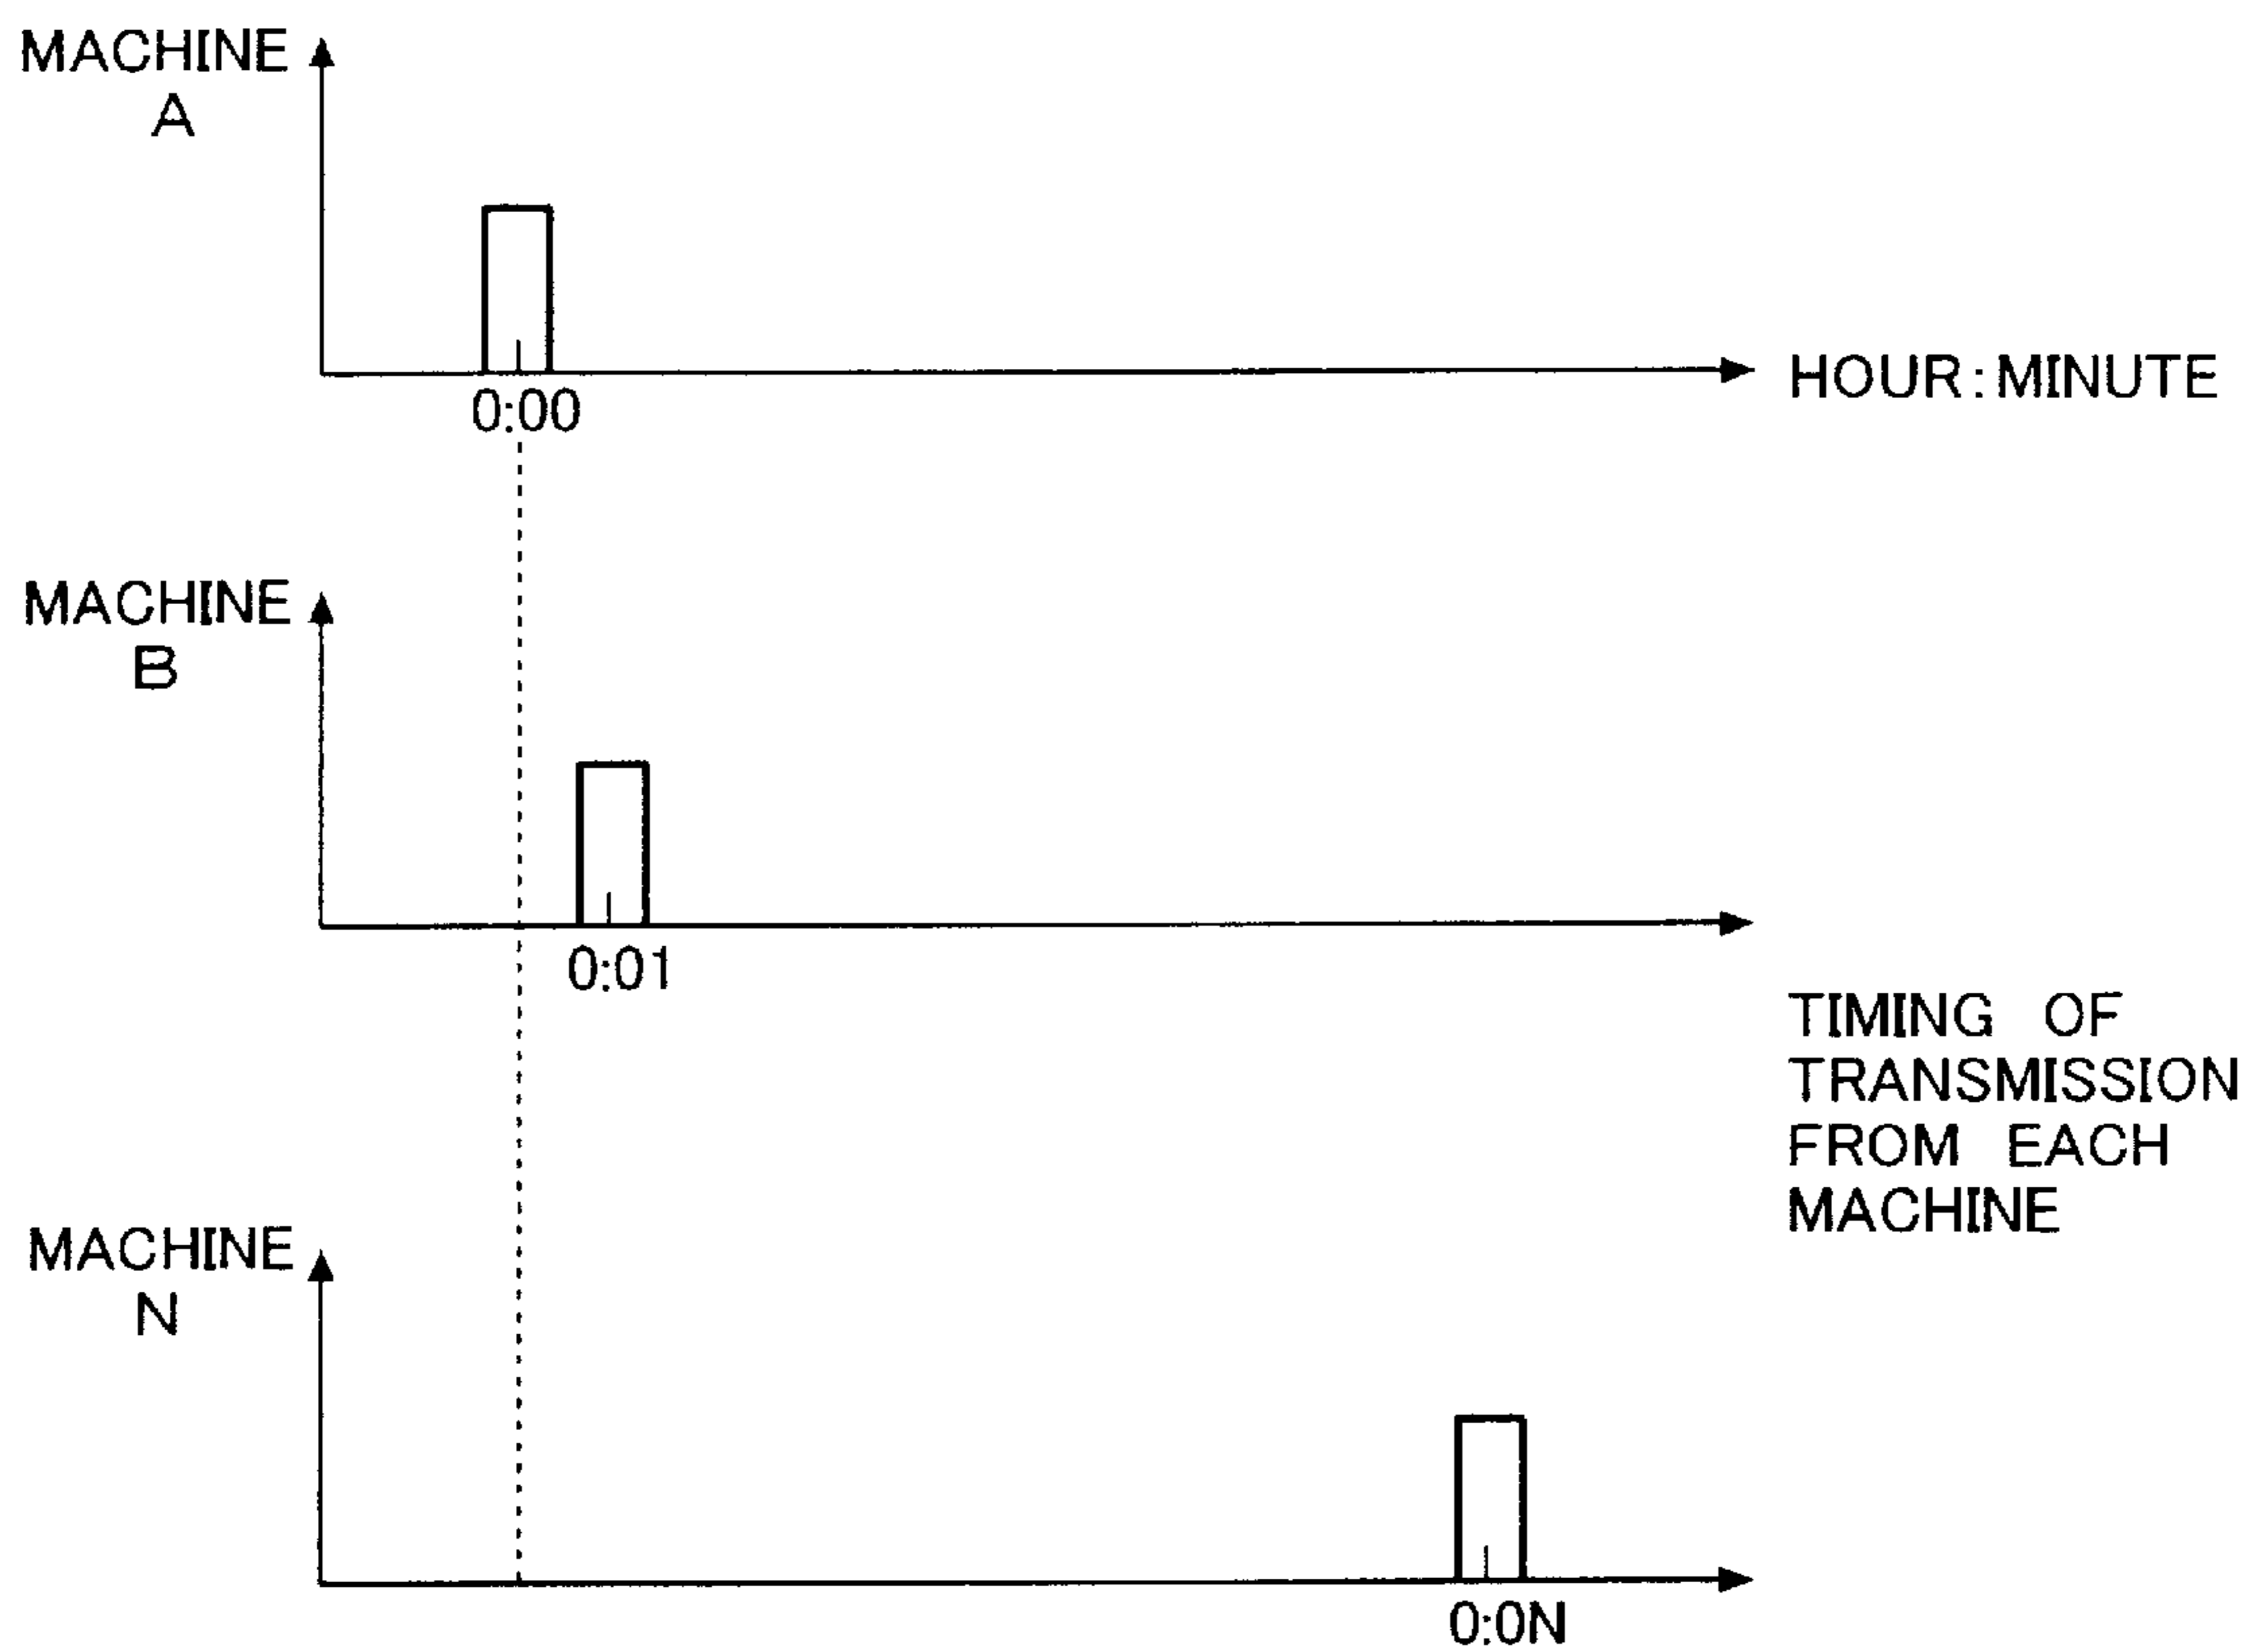 MACHINE
A
HOUR:MINUTE
0:00
MACHINE
B
0:01
TIMING OF
TRANSMISSION
FROM EACH
MACHINE
MACHINE
N
0:0N